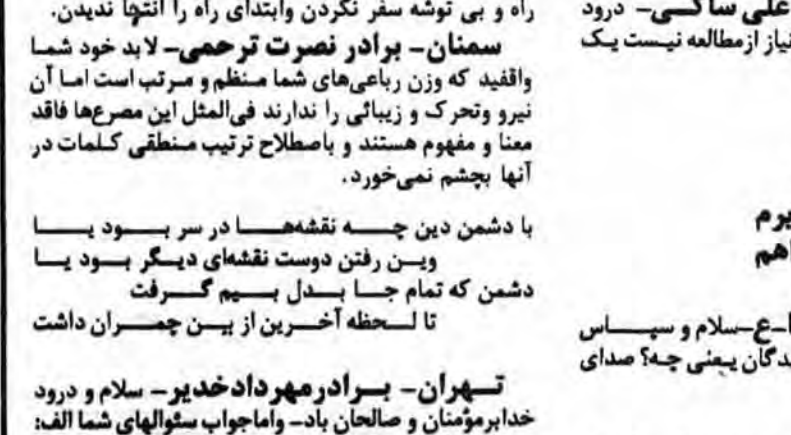 علی ساکی- درود
نیاز ازمطالعه نیست یک
یرم
اهم
ا-ع-سلام و سپاس
دگان یعنی چه؟ صدای
راه و بی توشه سفر نکردن وابتدای راه را انتها ندیدن.
سمنان- برادر نصرت ترحمی- لابد خود شما
واقفید که وزن رباعی‌های شما منظم و مرتب است اما آن
نیرو وتحرک و زیبائی را ندارند فی‌المثل این مصرع‌ها فاقد
معنا و مفهوم هستند و باصطلاح ترتیب منطقی کلمات در
آنها بچشم نمی‌خورد.
با دشمن دین چه نقشه‌ها در سر بود یا
وین رفتن دوست نقشه‌ای دیگر بود یا
دشمن که تمام جا بدل بیم گرفت
تا لحظه آخرین از بین چمران داشت
تهران- برادرمهردادخدیر- سلام و درود
خدابرمؤمنان و صالحان باد- واماجواب سئوالهای شما الف: